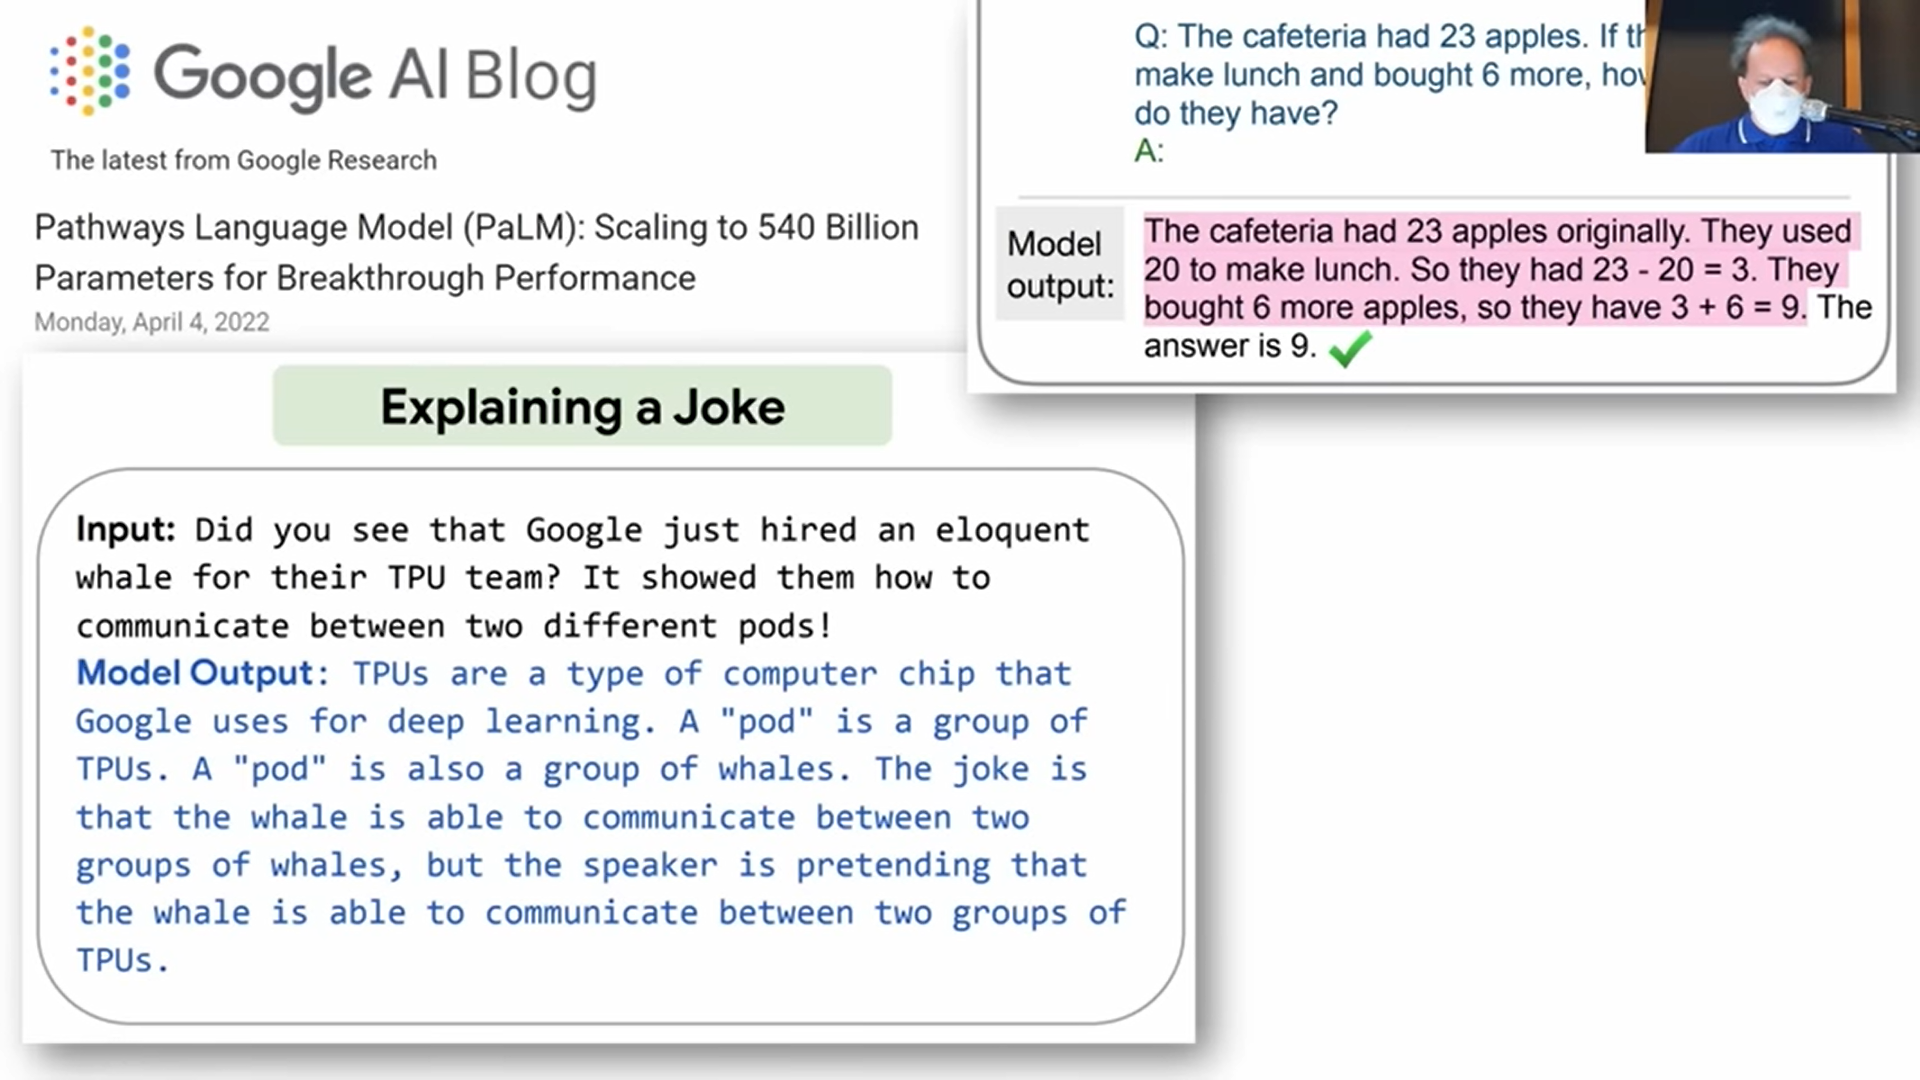 Google AI Blog
The latest from Google Research
Pathways Language Model (PaLM): Scaling to 540 Billion
Parameters for Breakthrough Performance
Monday, April 4, 2022
Q: The cafeteria had 23 apples. If
make lunch and bought 6 more,
do they have?
A:
Model
output:
The cafeteria had 23 apples originally. They used
20 to make lunch. So they had 23 - 20 = 3. They
bought 6 more apples, so they have 3 + 6 = 9. The
answer is 9.
Explaining a Joke
Input: Did you see that Google just hired an eloquent
whale for their TPU team? It showed them how to
communicate between two different pods!
Model Output: TPUs are a type of computer chip that
Google uses for deep learning. A "pod" is a group of
TPUs. A "pod" is also a group of whales. The joke is
that the whale is able to communicate between two
groups of whales, but the speaker is pretending that
the whale is able to communicate between two groups of
TPUs.